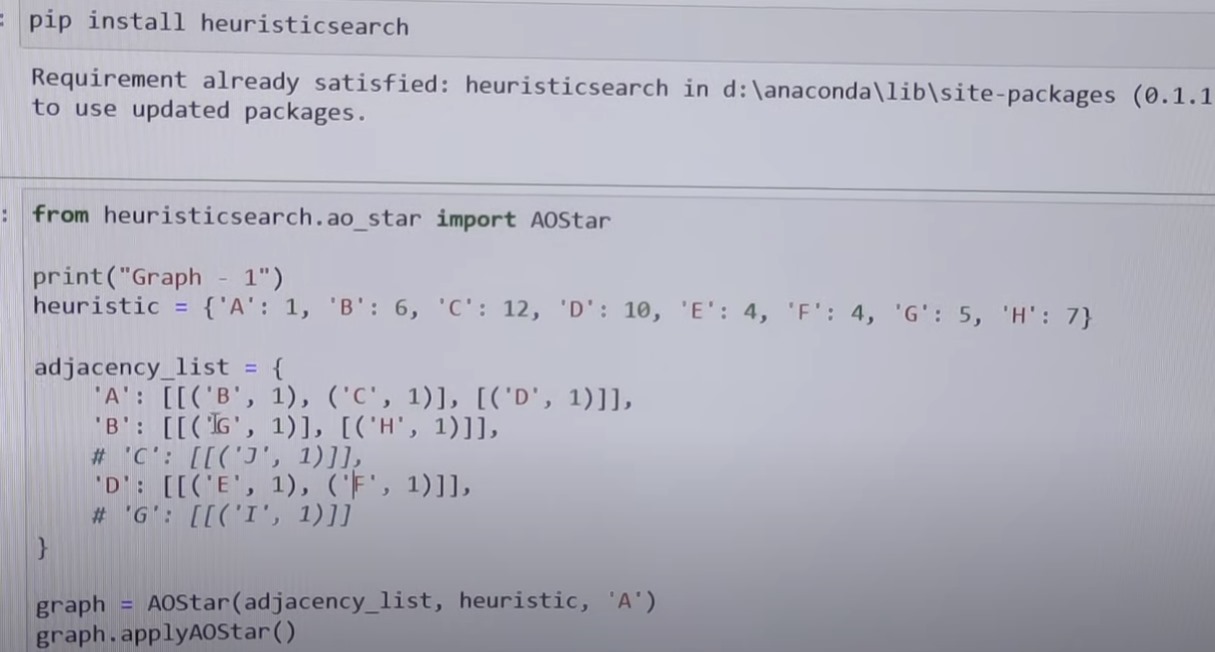 : pip install heuristicsearch
Requirement already satisfied: heuristicsearch in d:\anaconda\lib\site-packages (0.1.1
to use updated packages.
: from heuristicsearch.ao_star import AOStar
print("Graph - 1")
heuristic = {'A': 1, 'B': 6, 'C': 12, 'D': 10, 'E': 4, 'F': 4, 'G': 5, 'H': 7}
adjacency_list = {
'A': [[('B', 1), ('C', 1)], [('D', 1)]],
'B': [[('G', 1)], [('H', 1)]],
# 'C': [[('J', 1)]],
'D': [[('E', 1), ('F', 1)]],
# 'G': [[('I', 1)]]
}
graph = AOStar(adjacency_list, heuristic, 'A')
graph.applyAOStar()